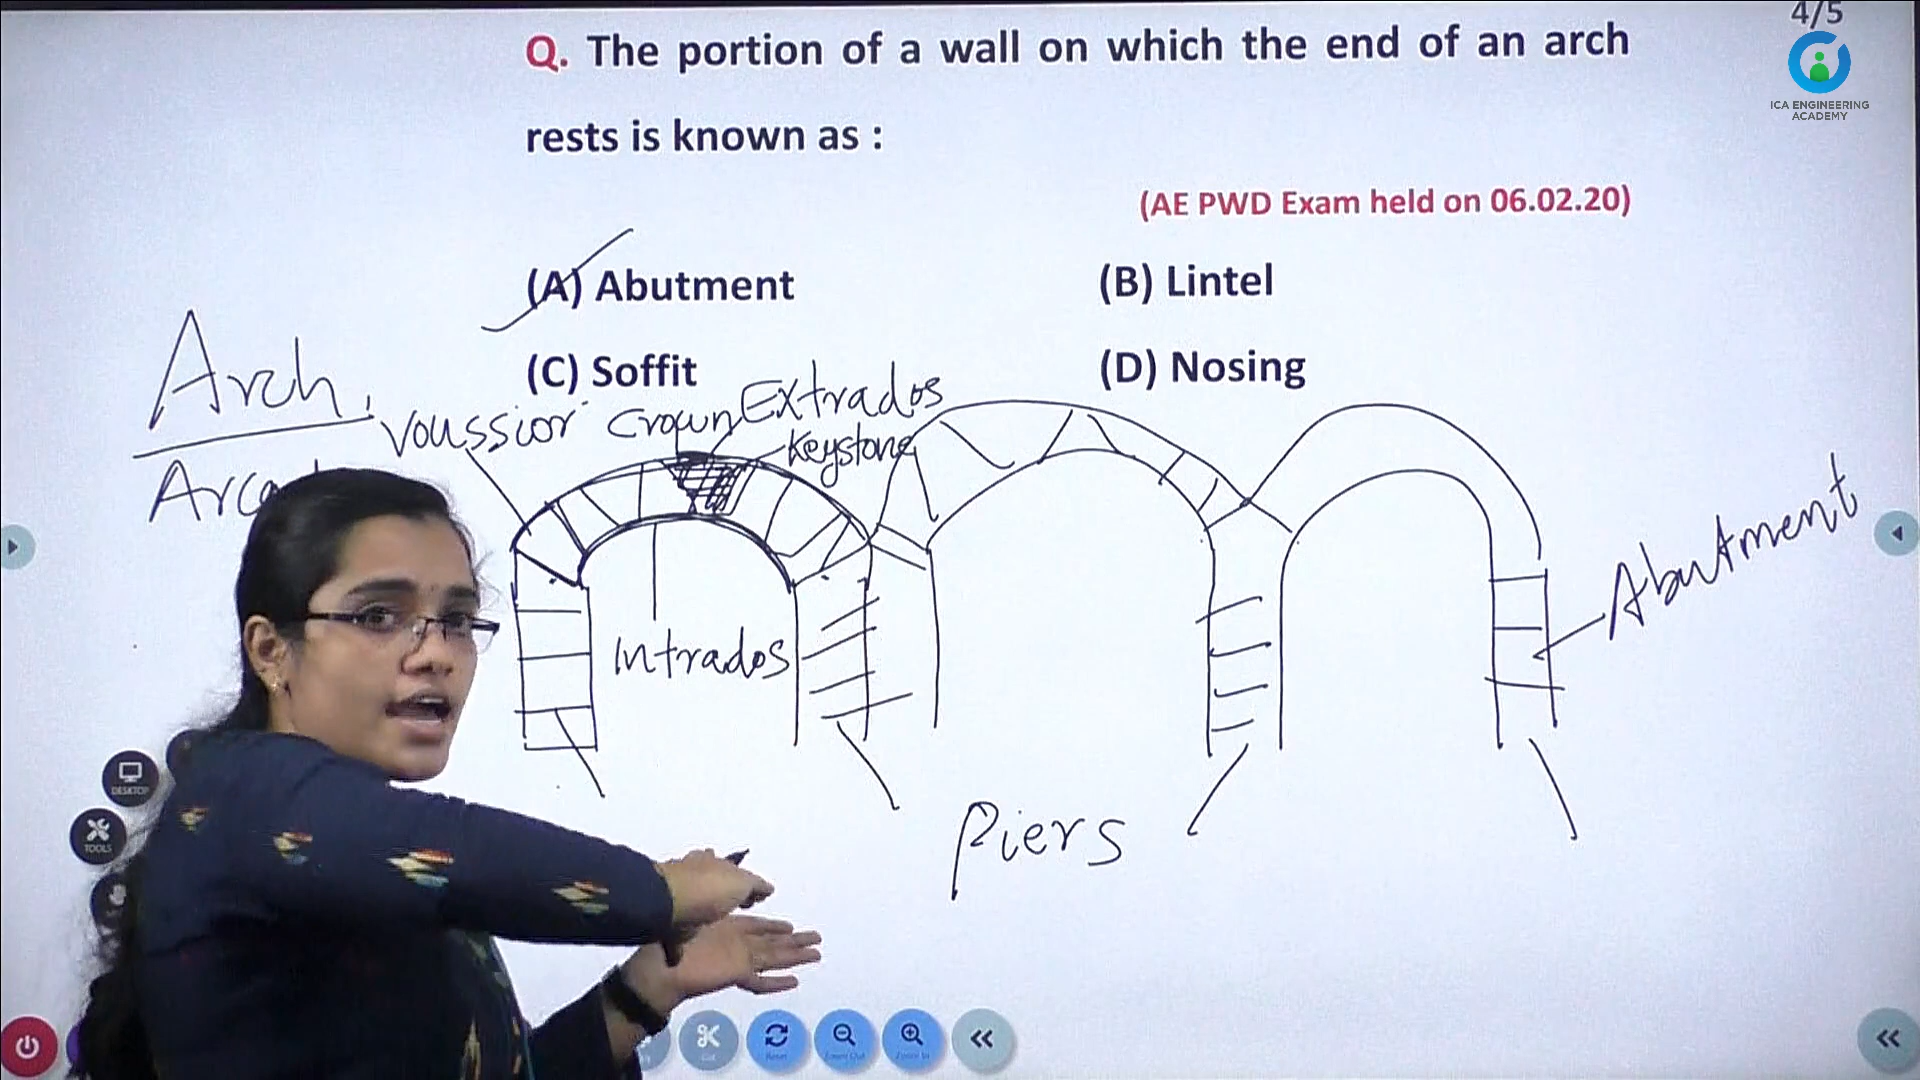 4/5
Q. The portion of a wall on which the end of an arch
rests is known as :
ICA ENGINEERING
ACADEMY
(AE PWD Exam held on 06.02.20)
(A) Abutment
(B) Lintel
(C) Soffit
(D) Nosing
Arch
Voussior
Crown
Extrados
Keystone
Intrados
Abutment
Piers
DESKTOP
TOOLS